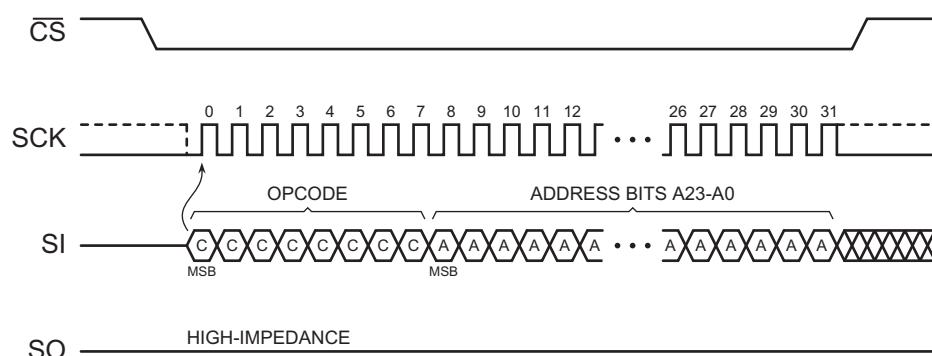 CS
0 1 2 3 4 5 6 7 8 9 10 11 12 26 27 28 29 30 31
SCK
OPCODE ADDRESS BITS A23-A0
SI C C C C C C C C A A A A A A A A A A A A
MSB MSB
HIGH-IMPEDANCE
SO